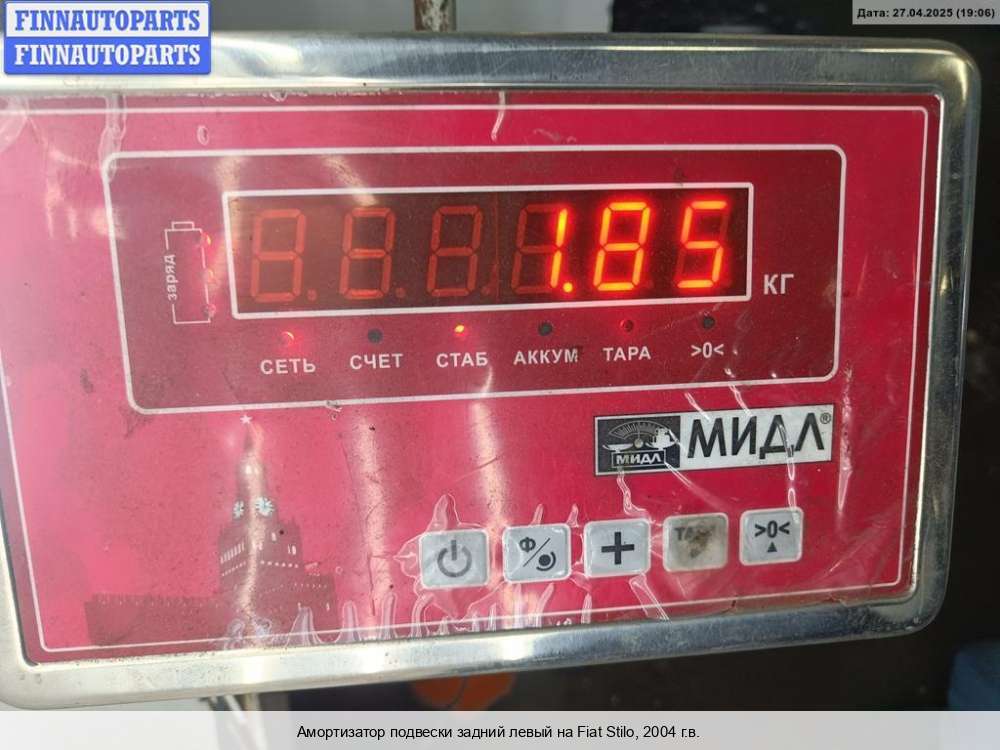 FINNAUTOPARTS
FINNAUTOPARTS
Дата: 27.04.2025 (19:06)
заряд
1.85
КГ
СЕТЬ СЧЕТ СТАБ АККУМ ТАРА >0<
МИДЛ МИДЛ®
Ф + >0<
Амортизатор подвески задний левый на Fiat Stilo, 2004 г.в.